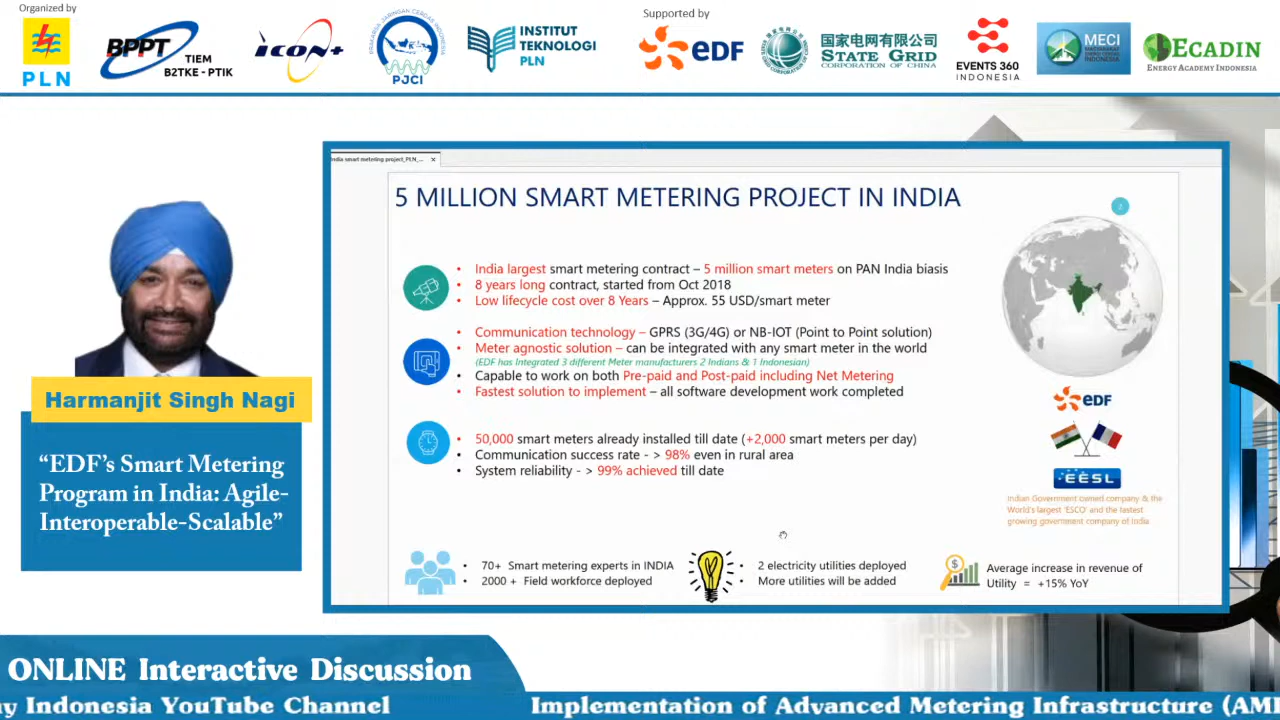 Organized by
PLN
BPPT
TIEM
B2TKE - PTIK
icon+
PRAKARSA JARINGAN CERDAS INDONESIA
PJCI
INSTITUT
TEKNOLOGI
PLN
Supported by
edf
国家电网有限公司
STATE GRID
CORPORATION OF CHINA
EVENTS 360
INDONESIA
MECI
ECADIN
ENERGY ACADEMY INDONESIA
India smart metering project_PLN_...
5 MILLION SMART METERING PROJECT IN INDIA
2
• India largest smart metering contract – 5 million smart meters on PAN India biasis
• 8 years long contract, started from Oct 2018
• Low lifecycle cost over 8 Years – Approx. 55 USD/smart meter
• Communication technology – GPRS (3G/4G) or NB-IOT (Point to Point solution)
• Meter agnostic solution – can be integrated with any smart meter in the world
(EDF has Integrated 3 different Meter manufacturers 2 Indians & 1 Indonesian)
• Capable to work on both Pre-paid and Post-paid including Net Metering
• Fastest solution to implement – all software development work completed
• 50,000 smart meters already installed till date (+2,000 smart meters per day)
• Communication success rate - > 98% even in rural area
• System reliability - > 99% achieved till date
edf
EESL
Indian Government owned company & the
World's largest 'ESCO' and the fastest
growing government company of India
• 70+ Smart metering experts in INDIA
• 2000 + Field workforce deployed
• 2 electricity utilities deployed
• More utilities will be added
Average increase in revenue of
Utility = +15% YoY
Harmanjit Singh Nagi
“EDF’s Smart Metering
Program in India: Agile-
Interoperable-Scalable”
ONLINE Interactive Discussion
ny Indonesia YouTube Channel
Implementation of Advanced Metering Infrastructure (AMI